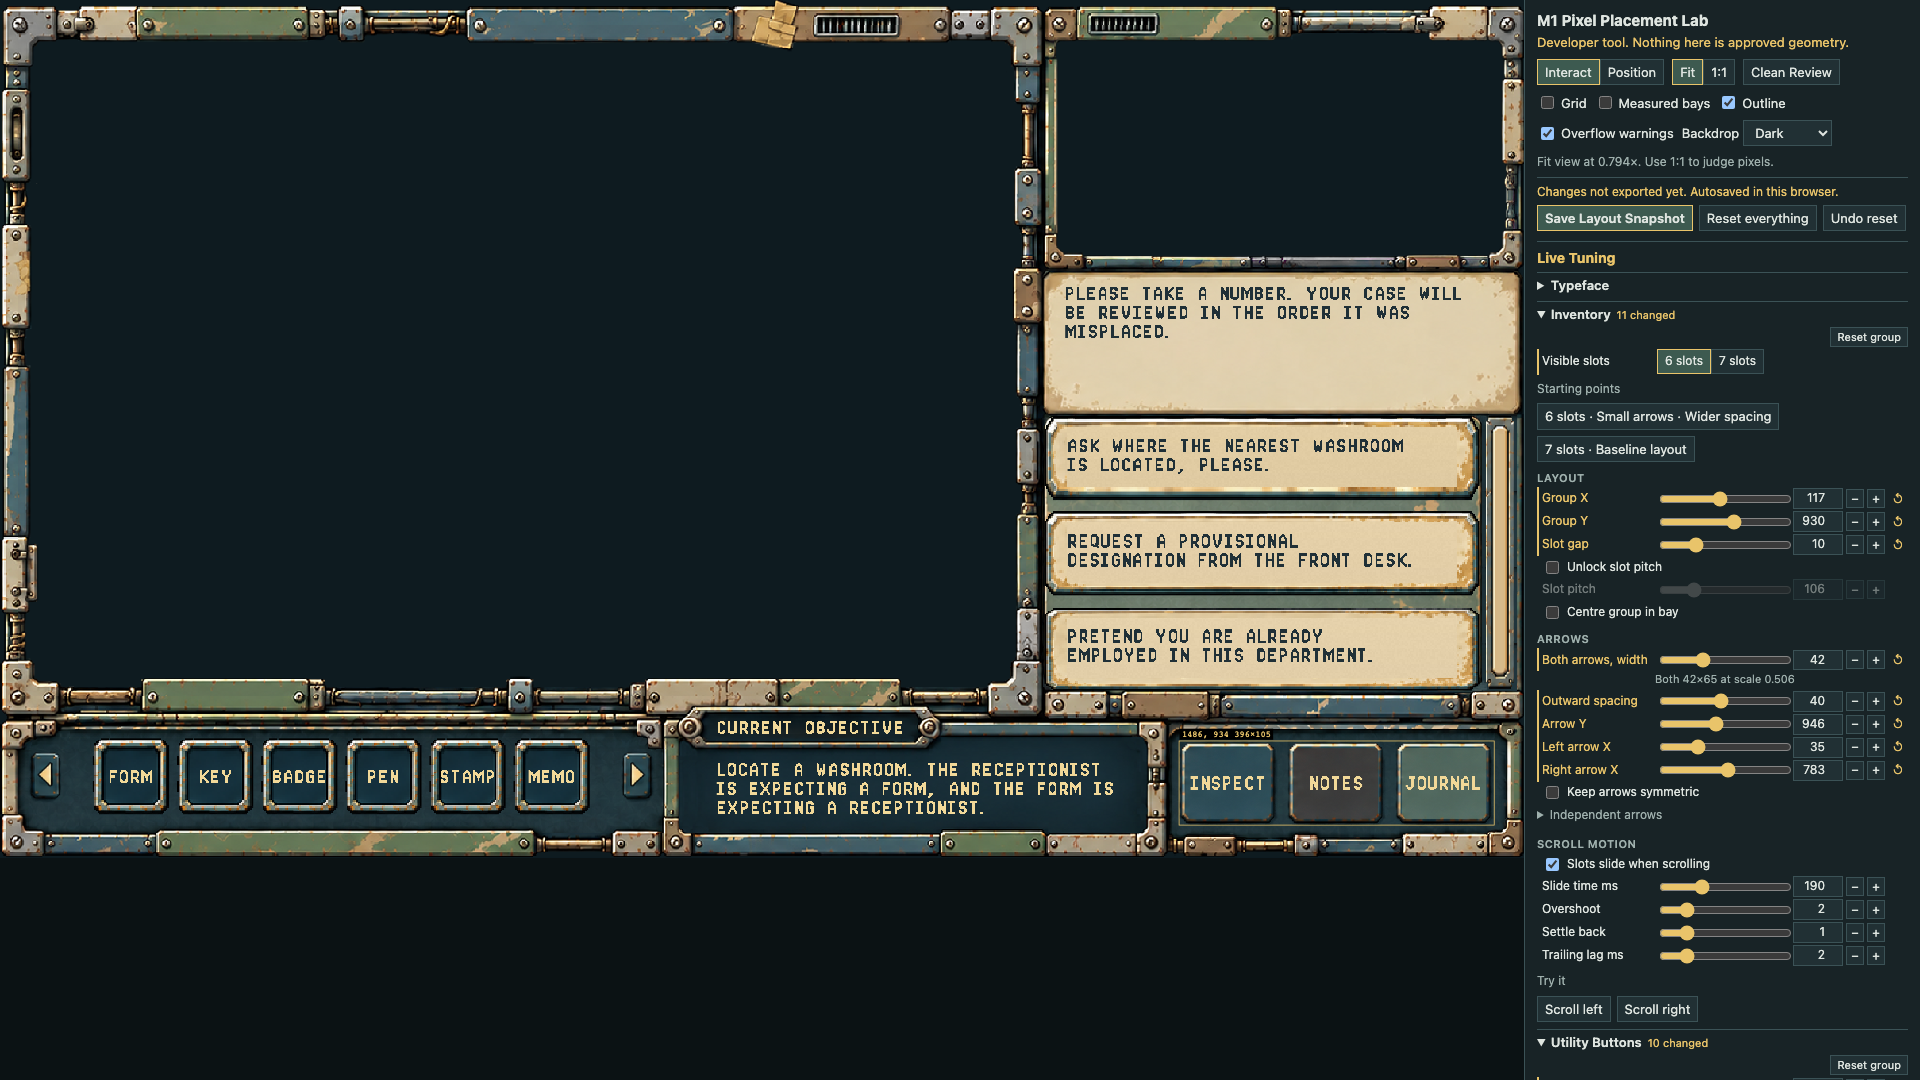 PLEASE TAKE A NUMBER. YOUR CASE WILL
BE REVIEWED IN THE ORDER IT WAS
MISPLACED.
ASK WHERE THE NEAREST WASHROOM
IS LOCATED, PLEASE.
REQUEST A PROVISIONAL
DESIGNATION FROM THE FRONT DESK.
PRETEND YOU ARE ALREADY
EMPLOYED IN THIS DEPARTMENT.
FORM
KEY
BADGE
PEN
STAMP
MEMO
CURRENT OBJECTIVE
LOCATE A WASHROOM. THE RECEPTIONIST
IS EXPECTING A FORM, AND THE FORM IS
EXPECTING A RECEPTIONIST.
1486, 934 396×105
INSPECT
NOTES
JOURNAL
M1 Pixel Placement Lab
Developer tool. Nothing here is approved geometry.
Interact Position Fit 1:1 Clean Review
Grid Measured bays Outline
Overflow warnings Backdrop Dark
Fit view at 0.794×. Use 1:1 to judge pixels.
Changes not exported yet. Autosaved in this browser.
Save Layout Snapshot Reset everything Undo reset
Live Tuning
Typeface
Inventory 11 changed
Reset group
Visible slots 6 slots 7 slots
Starting points
6 slots · Small arrows · Wider spacing
7 slots · Baseline layout
LAYOUT
Group X 117 − +
Group Y 930 − +
Slot gap 10 − +
Unlock slot pitch
Slot pitch 106 − +
Centre group in bay
ARROWS
Both arrows, width 42 − +
Both 42×65 at scale 0.506
Outward spacing 40 − +
Arrow Y 946 − +
Left arrow X 35 − +
Right arrow X 783 − +
Keep arrows symmetric
Independent arrows
SCROLL MOTION
Slots slide when scrolling
Slide time ms 190 − +
Overshoot 2 − +
Settle back 1 − +
Trailing lag ms 2 − +
Try it
Scroll left Scroll right
Utility Buttons 10 changed
Reset group